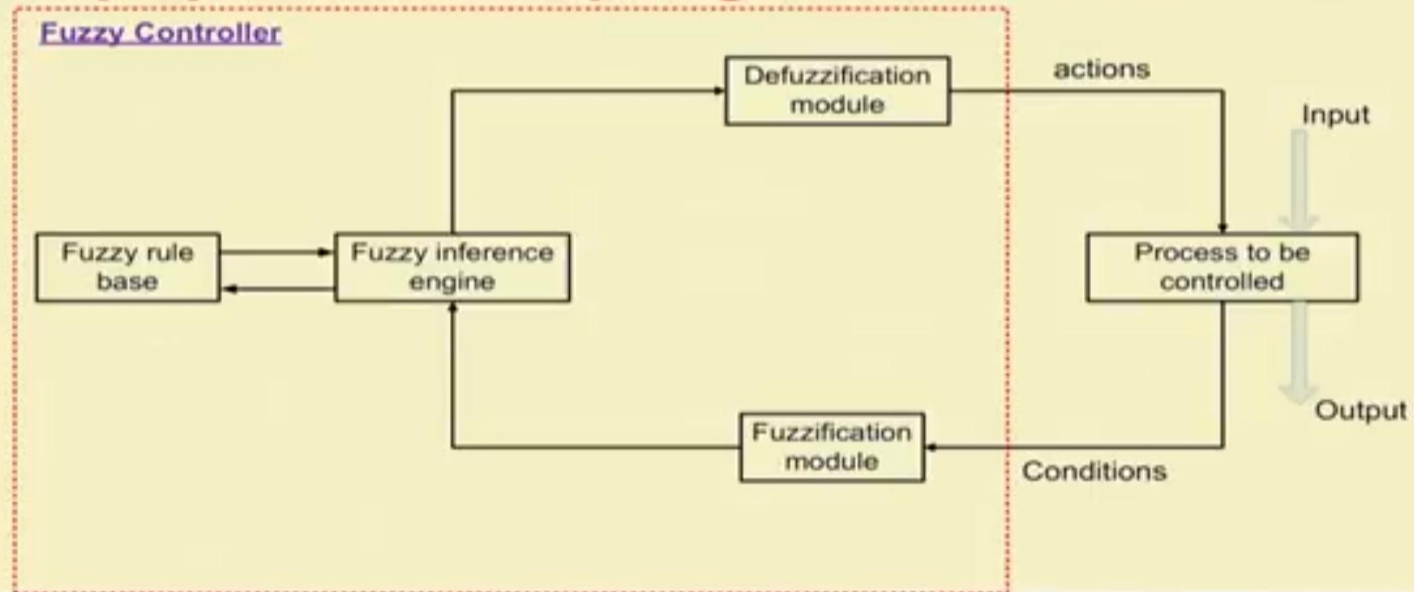 Fuzzy Controller
Defuzzification
module
actions
Input
Fuzzy rule
base
Fuzzy inference
engine
Process to be
controlled
Output
Fuzzification
module
Conditions